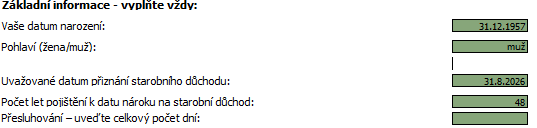 Základní informace - vyplňte vždy:
Vaše datum narození: 31.12.1957
Pohlaví (žena/muž): muž
Uvažované datum přiznání starobního důchodu: 31.8.2026
Počet let pojištění k datu nároku na starobní důchod: 48
Přesluhování – uveďte celkový počet dní: